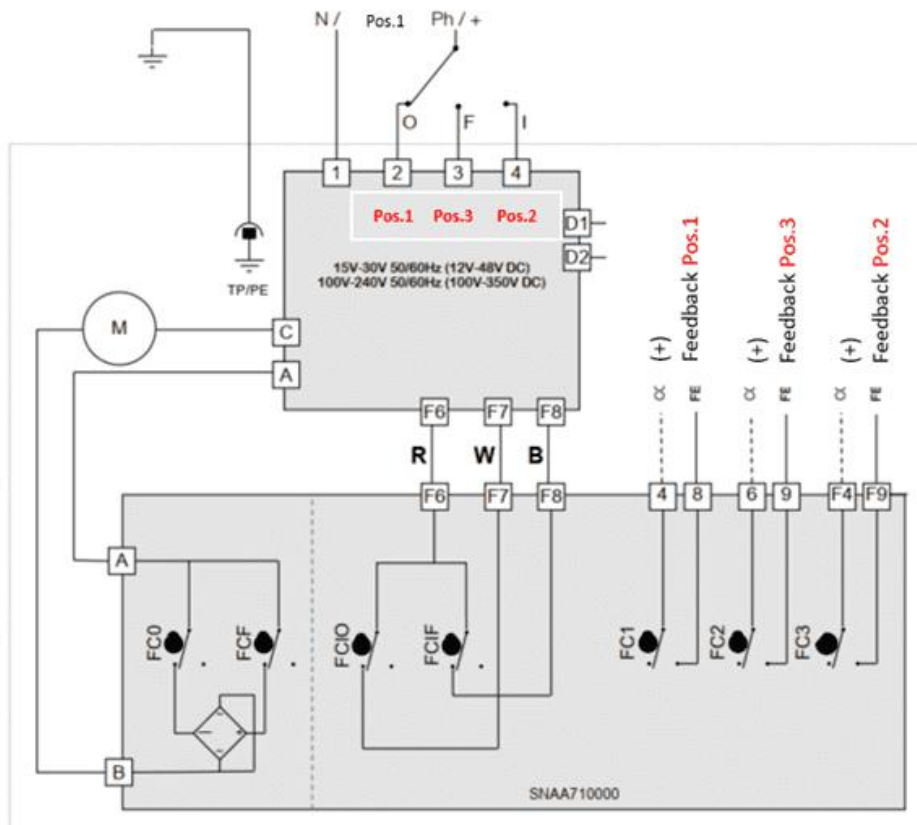 N / Pos.1 Ph / +
O F I
1 2 3 4
Pos.1 Pos.3 Pos.2
D1
D2
15V-30V 50/60Hz (12V-48V DC)
100V-240V 50/60Hz (100V-350V DC)
TP/PE
M
C
A
(+) Feedback Pos.1
(+) Feedback Pos.3
(+) Feedback Pos.2
FE FE FE
F6 F7 F8
R W B
F6 F7 F8 4 8 6 9 F4 F9
A
FC0 FCF FCIO FCIF FC1 FC2 FC3
B
SNAA710000